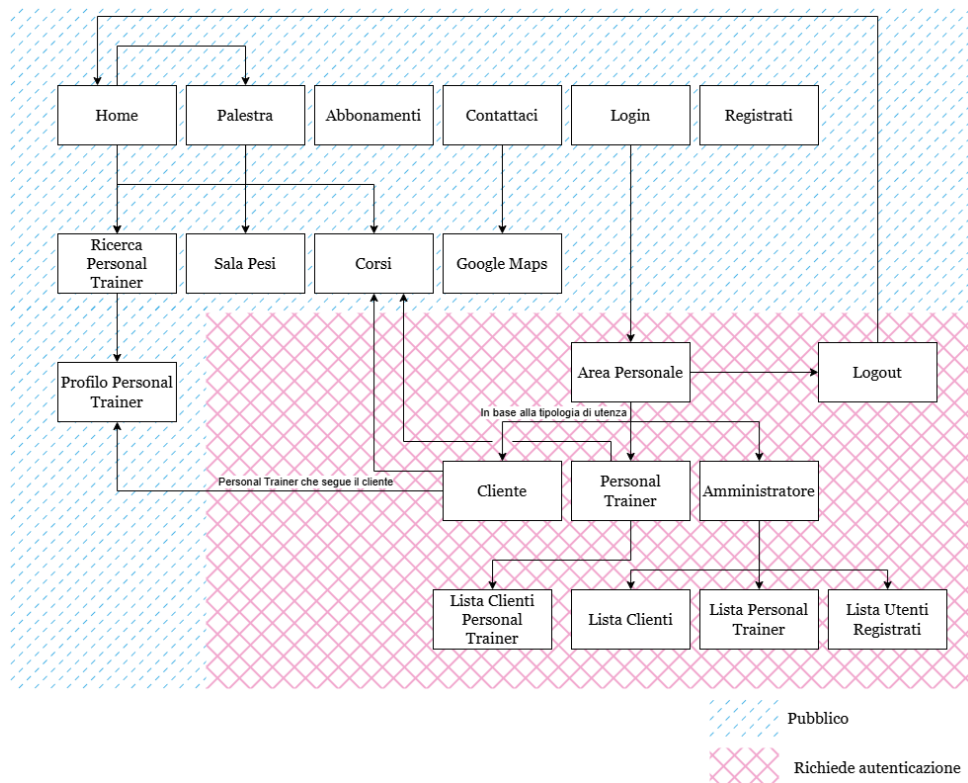 Home
Palestra
Abbonamenti
Contattaci
Login
Registrati
Ricerca
Personal
Trainer
Sala Pesi
Corsi
Google Maps
Profilo Personal
Trainer
Area Personale
Logout
In base alla tipologia di utenza
Personal Trainer che segue il cliente
Cliente
Personal
Trainer
Amministratore
Lista Clienti
Personal
Trainer
Lista Clienti
Lista Personal
Trainer
Lista Utenti
Registrati
Pubblico
Richiede autenticazione